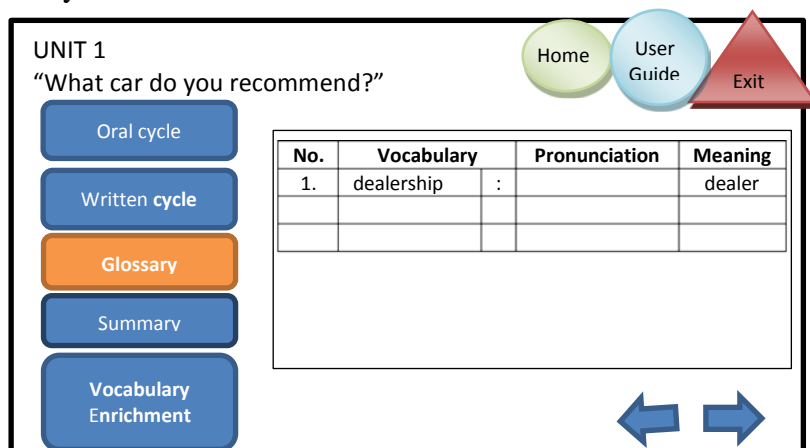 UNIT 1
“What car do you recommend?”
Home
User
Guide
Exit
Oral cycle
Written cycle
Glossary
Summary
Vocabulary
Enrichment
No. Vocabulary Pronunciation Meaning
1. dealership : dealer